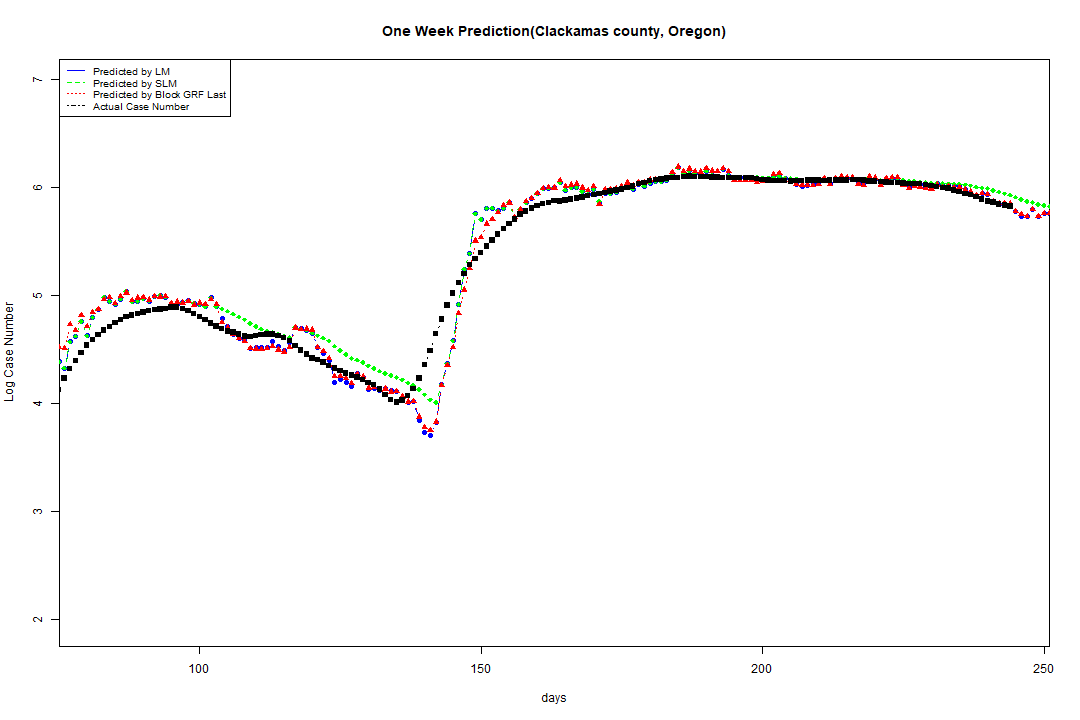 One Week Prediction(Clackamas county, Oregon)
Predicted by LM
Predicted by SLM
Predicted by Block GRF Last
Actual Case Number
7
6
5
4
3
2
Log Case Number
100 150 200 250
days